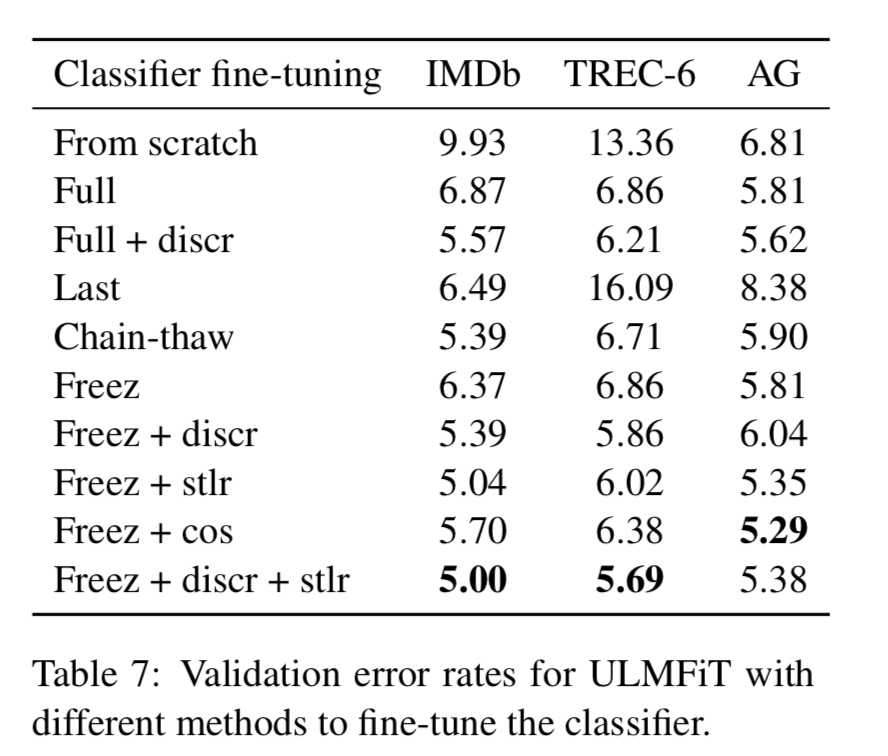 Classifier fine-tuning IMDb TREC-6 AG
From scratch 9.93 13.36 6.81
Full 6.87 6.86 5.81
Full + discr 5.57 6.21 5.62
Last 6.49 16.09 8.38
Chain-thaw 5.39 6.71 5.90
Freez 6.37 6.86 5.81
Freez + discr 5.39 5.86 6.04
Freez + stlr 5.04 6.02 5.35
Freez + cos 5.70 6.38 5.29
Freez + discr + stlr 5.00 5.69 5.38
Table 7: Validation error rates for ULMFiT with
different methods to fine-tune the classifier.